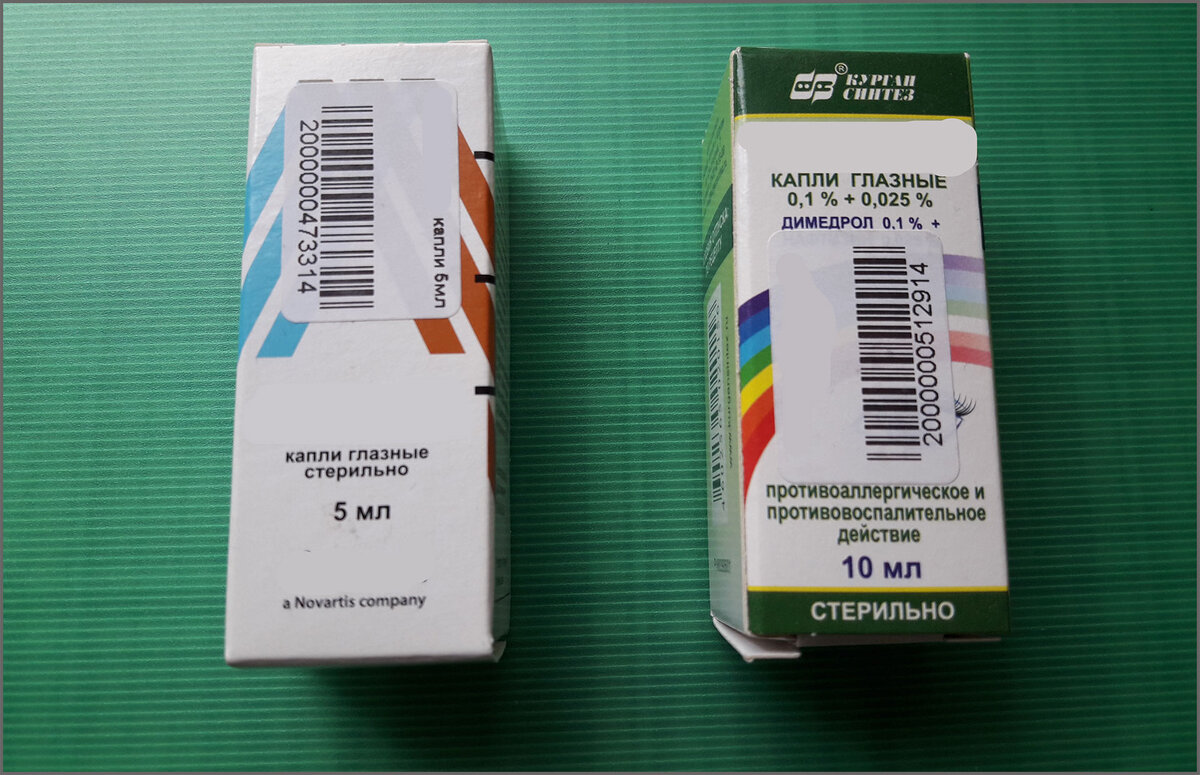 2000000473314
капли 5мл
капли глазные
стерильно
5 мл
a Novartis company
®
КУРГАН
СИНТЕЗ
КАПЛИ ГЛАЗНЫЕ
0,1 % + 0,025 %
ДИМЕДРОЛ 0,1 % +
2000000512914
противоаллергическое и
противовоспалительное
действие
10 мл
СТЕРИЛЬНО